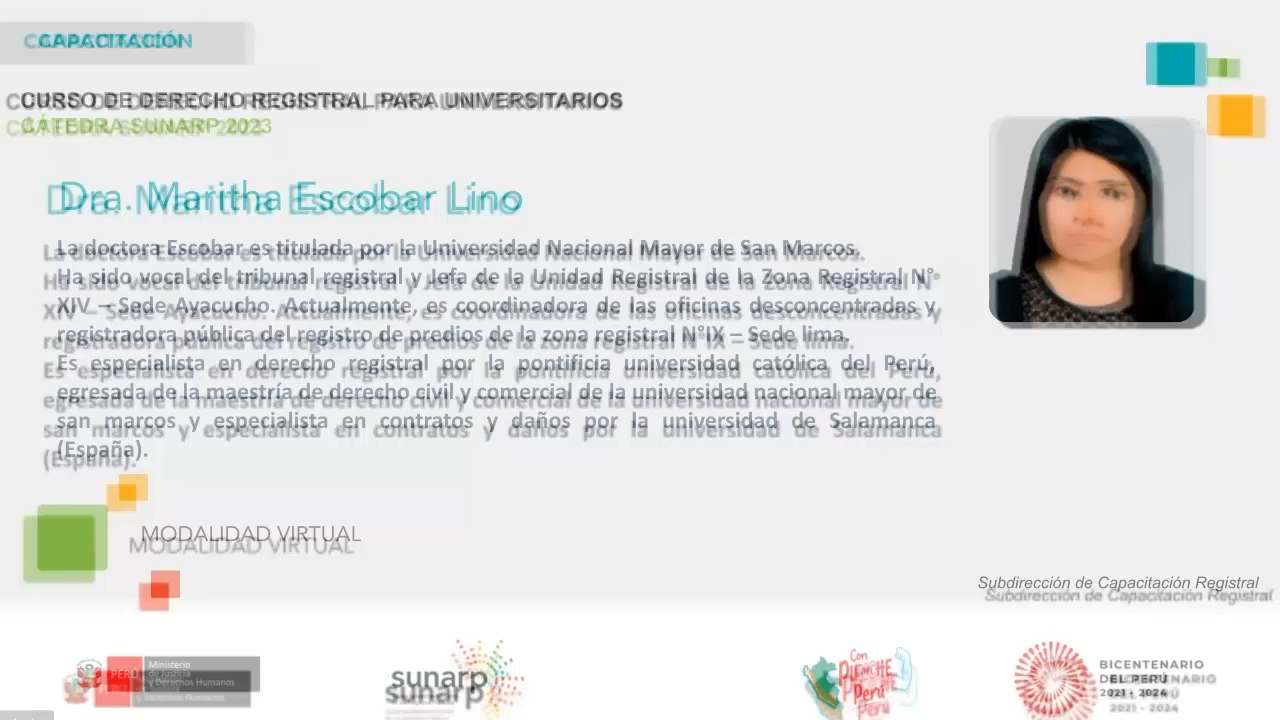 CAPACITACIÓN
CURSO DE DERECHO REGISTRAL PARA UNIVERSITARIOS
CÁTEDRA SUNARP 2023
Dra. Maritha Escobar Lino
La doctora Escobar es titulada por la Universidad Nacional Mayor de San Marcos.
Ha sido vocal del tribunal registral y Jefa de la Unidad Registral de la Zona Registral N°
XIV – Sede Ayacucho. Actualmente, es coordinadora de las oficinas desconcentradas y
registradora pública del registro de predios de la zona registral N°IX – Sede lima.
Es especialista en derecho registral por la pontificia universidad católica del Perú,
egresada de la maestría de derecho civil y comercial de la universidad nacional mayor de
san marcos y especialista en contratos y daños por la universidad de Salamanca
(España).
MODALIDAD VIRTUAL
Subdirección de Capacitación Registral
PERÚ
Ministerio
de Justicia
y Derechos Humanos
sunarp
Con
PUNCHE
Perú
BICENTENARIO
DEL PERÚ
2021 - 2024